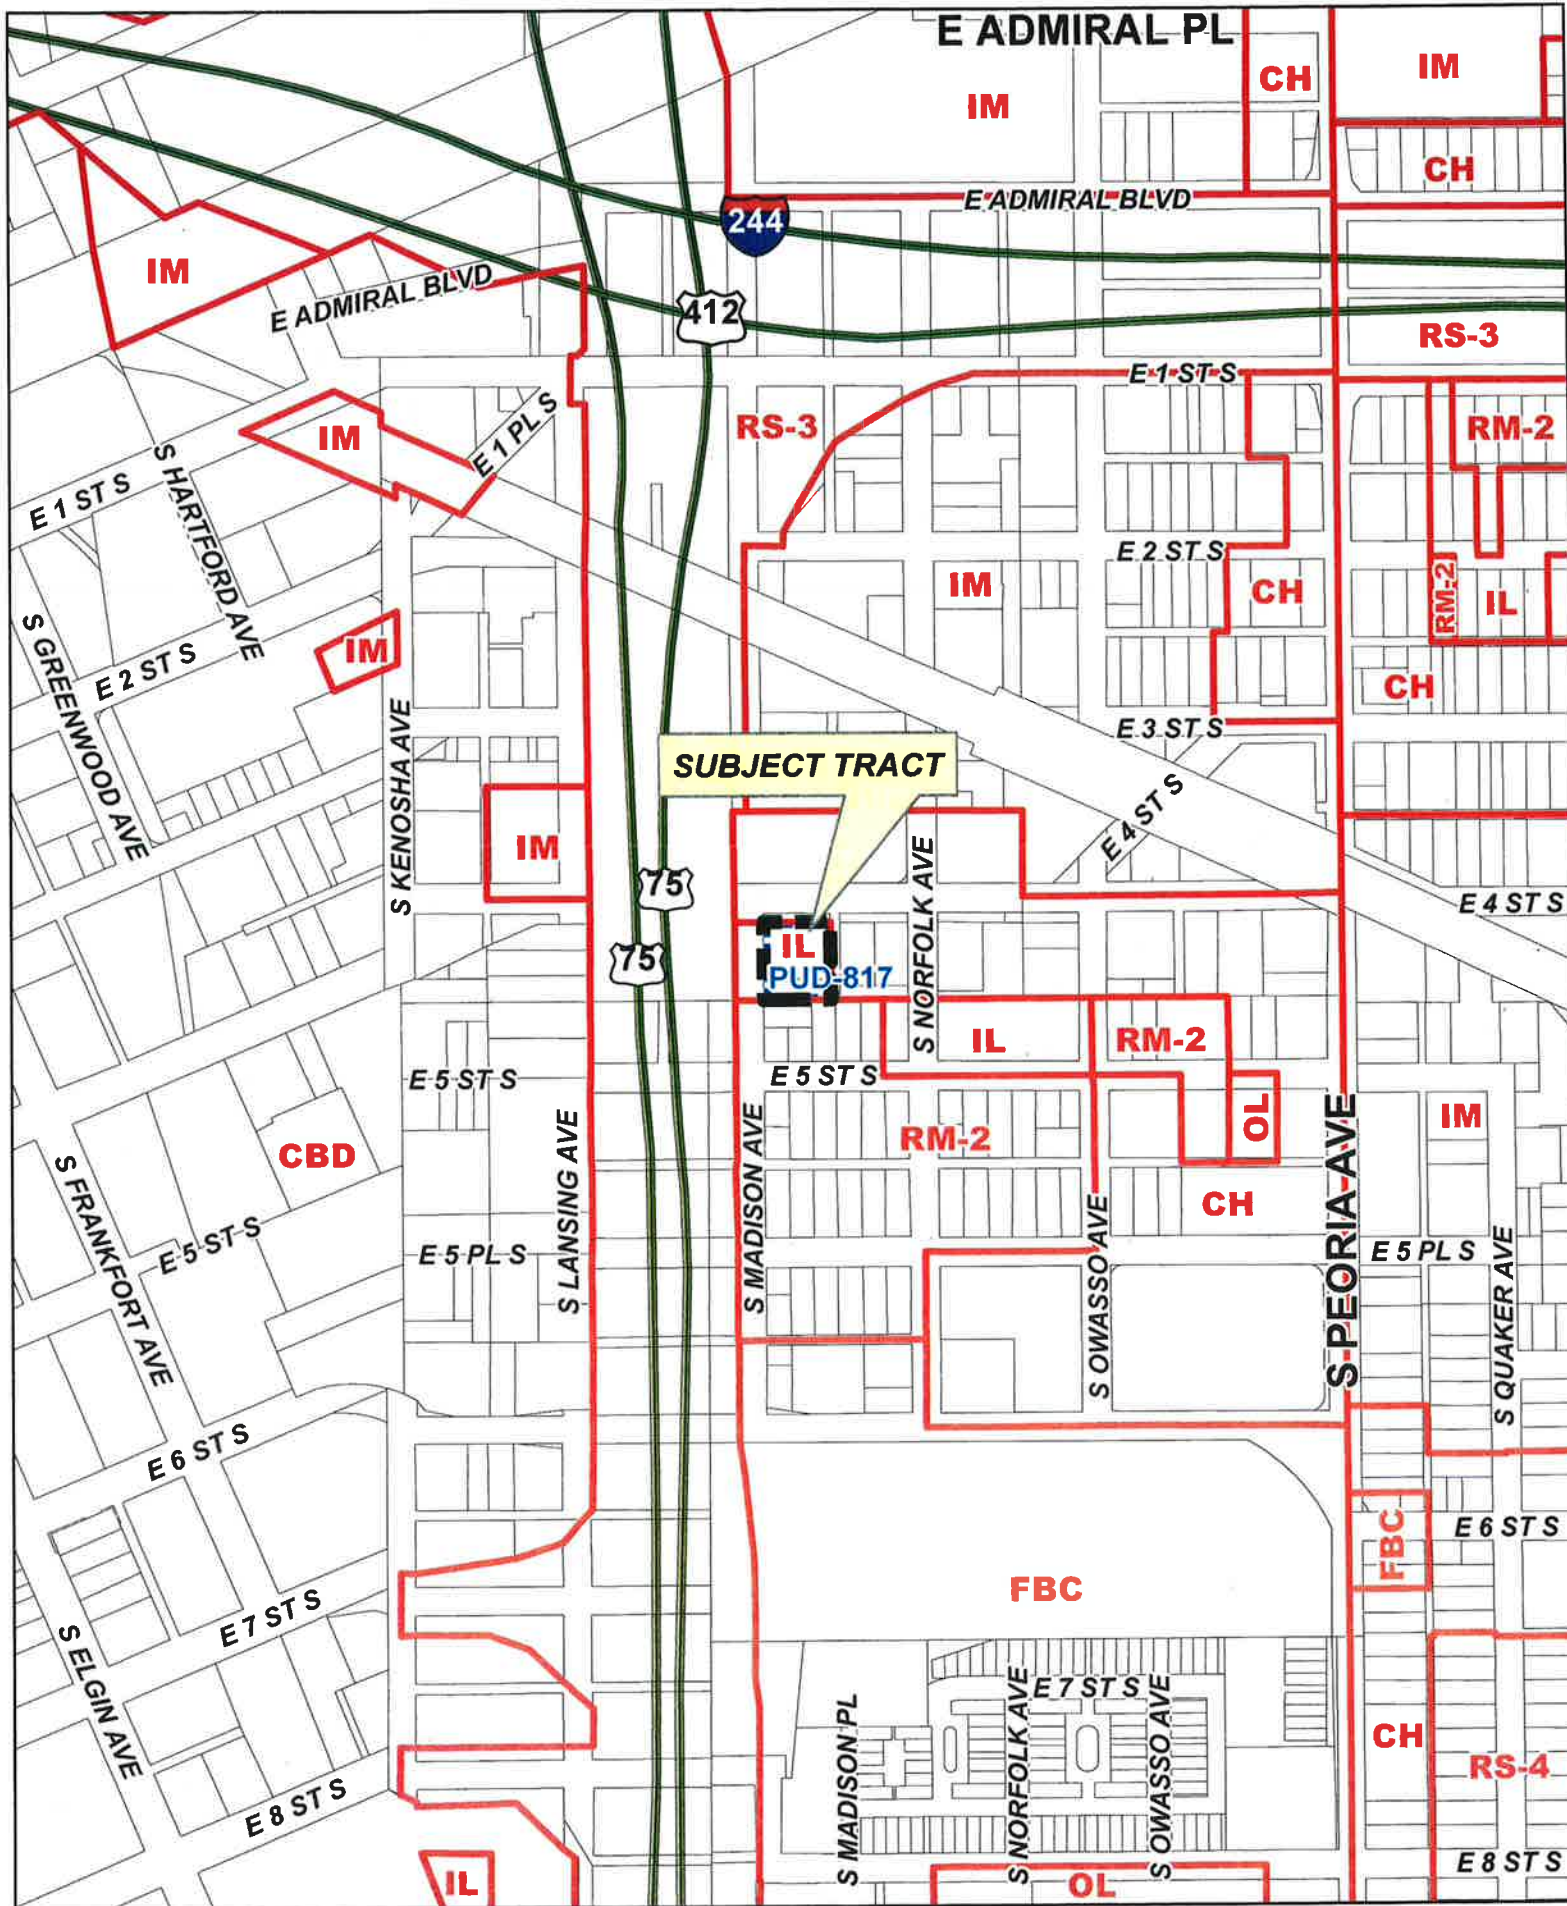 E ADMIRAL PL
IM
CH
IM
CH
E ADMIRAL BLVD
244
IM
E ADMIRAL BLVD
412
RS-3
E 1 ST S
RS-3
RM-2
IM
E 1 PL S
E 1 ST S
S HARTFORD AVE
E 2 ST S
IM
CH
RM-2
IL
S GREENWOOD AVE
IM
E 2 ST S
CH
S KENOSHA AVE
E 3 ST S
SUBJECT TRACT
E 4 ST S
IM
S NORFOLK AVE
75
E 4 ST S
75
IL
PUD-817
IL
RM-2
E 5 ST S
E 5 ST S
OL
IM
CBD
RM-2
S FRANKFORT AVE
S LANSING AVE
S MADISON AVE
CH
S PEORIA AVE
E 5 ST S
E 5 PL S
S OWASSO AVE
E 5 PL S
S QUAKER AVE
E 6 ST S
FBC
E 6 ST S
FBC
E 7 ST S
S ELGIN AVE
E 7 ST S
S MADISON PL
S NORFOLK AVE
S OWASSO AVE
CH
RS-4
E 8 ST S
E 8 ST S
IL
OL